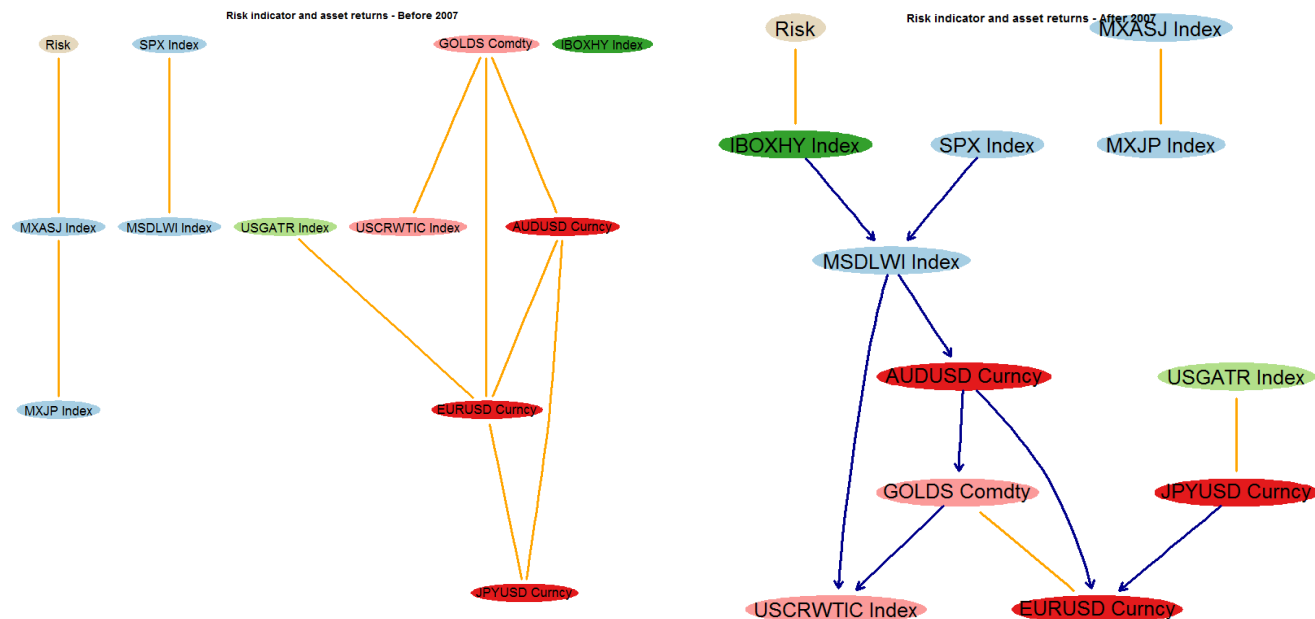 Risk indicator and asset returns - Before 2007
Risk
SPX Index
GOLDS Comdty
IBOXHY Index
MXASJ Index
MSDLWI Index
USGATR Index
USCRWTIC Index
AUDUSD Curncy
MXJP Index
EURUSD Curncy
JPYUSD Curncy
Risk indicator and asset returns - After 2007
Risk
MXASJ Index
IBOXHY Index
SPX Index
MXJP Index
MSDLWI Index
AUDUSD Curncy
USGATR Index
GOLDS Comdty
JPYUSD Curncy
USCRWTIC Index
EURUSD Curncy